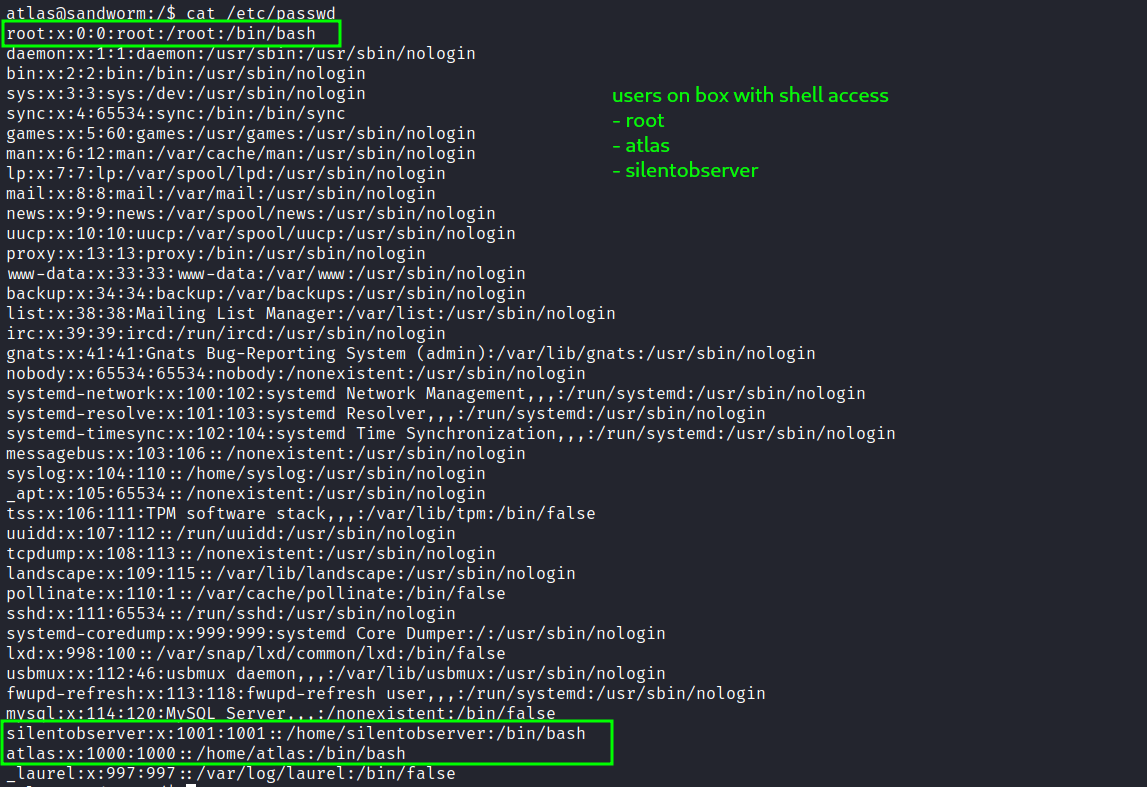 atlas@sandworm:/$ cat /etc/passwd
root:x:0:0:root:/root:/bin/bash
daemon:x:1:1:daemon:/usr/sbin:/usr/sbin/nologin
bin:x:2:2:bin:/bin:/usr/sbin/nologin
sys:x:3:3:sys:/dev:/usr/sbin/nologin
sync:x:4:65534:sync:/bin:/bin/sync
games:x:5:60:games:/usr/games:/usr/sbin/nologin
man:x:6:12:man:/var/cache/man:/usr/sbin/nologin
lp:x:7:7:lp:/var/spool/lpd:/usr/sbin/nologin
mail:x:8:8:mail:/var/mail:/usr/sbin/nologin
news:x:9:9:news:/var/spool/news:/usr/sbin/nologin
uucp:x:10:10:uucp:/var/spool/uucp:/usr/sbin/nologin
proxy:x:13:13:proxy:/bin:/usr/sbin/nologin
www-data:x:33:33:www-data:/var/www:/usr/sbin/nologin
backup:x:34:34:backup:/var/backups:/usr/sbin/nologin
list:x:38:38:Mailing List Manager:/var/list:/usr/sbin/nologin
irc:x:39:39:ircd:/run/ircd:/usr/sbin/nologin
gnats:x:41:41:Gnats Bug-Reporting System (admin):/var/lib/gnats:/usr/sbin/nologin
nobody:x:65534:65534:nobody:/nonexistent:/usr/sbin/nologin
systemd-network:x:100:102:systemd Network Management,,,:/run/systemd:/usr/sbin/nologin
systemd-resolve:x:101:103:systemd Resolver,,,:/run/systemd:/usr/sbin/nologin
systemd-timesync:x:102:104:systemd Time Synchronization,,,:/run/systemd:/usr/sbin/nologin
messagebus:x:103:106::/nonexistent:/usr/sbin/nologin
syslog:x:104:110::/home/syslog:/usr/sbin/nologin
_apt:x:105:65534::/nonexistent:/usr/sbin/nologin
tss:x:106:111:TPM software stack,,,:/var/lib/tpm:/bin/false
uuidd:x:107:112::/run/uuidd:/usr/sbin/nologin
tcpdump:x:108:113::/nonexistent:/usr/sbin/nologin
landscape:x:109:115::/var/lib/landscape:/usr/sbin/nologin
pollinate:x:110:1::/var/cache/pollinate:/bin/false
sshd:x:111:65534::/run/sshd:/usr/sbin/nologin
systemd-coredump:x:999:999:systemd Core Dumper:/:/usr/sbin/nologin
lxd:x:998:100::/var/snap/lxd/common/lxd:/bin/false
usbmux:x:112:46:usbmux daemon,,,:/var/lib/usbmux:/usr/sbin/nologin
fwupd-refresh:x:113:118:fwupd-refresh user,,,:/run/systemd:/usr/sbin/nologin
mysql:x:114:120:MySQL Server,,,:/nonexistent:/bin/false
silentobserver:x:1001:1001::/home/silentobserver:/bin/bash
atlas:x:1000:1000::/home/atlas:/bin/bash
_laurel:x:997:997::/var/log/laurel:/bin/false
users on box with shell access
- root
- atlas
- silentobserver